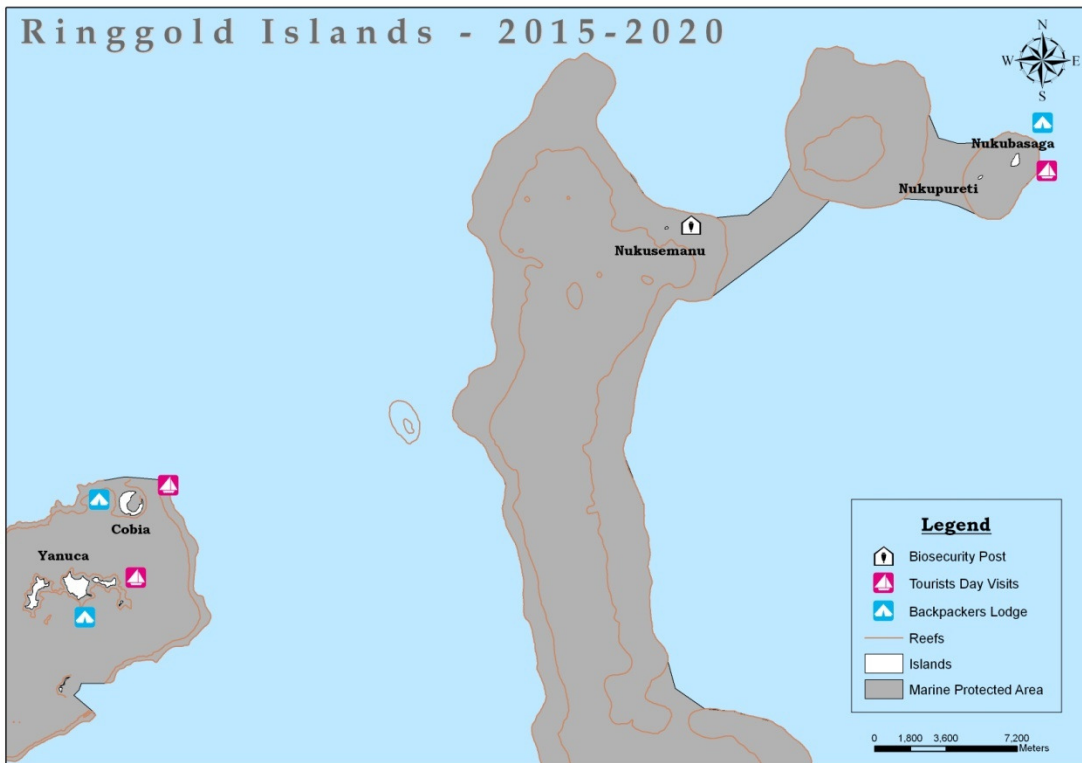 Ringgold Islands - 2015-2020
N
W E
S
Nukubasaga
Nukupureti
Nukusemanu
Cobia
Yanuca
Legend
Biosecurity Post
Tourists Day Visits
Backpackers Lodge
Reefs
Islands
Marine Protected Area
0 1,800 3,600 7,200
Meters